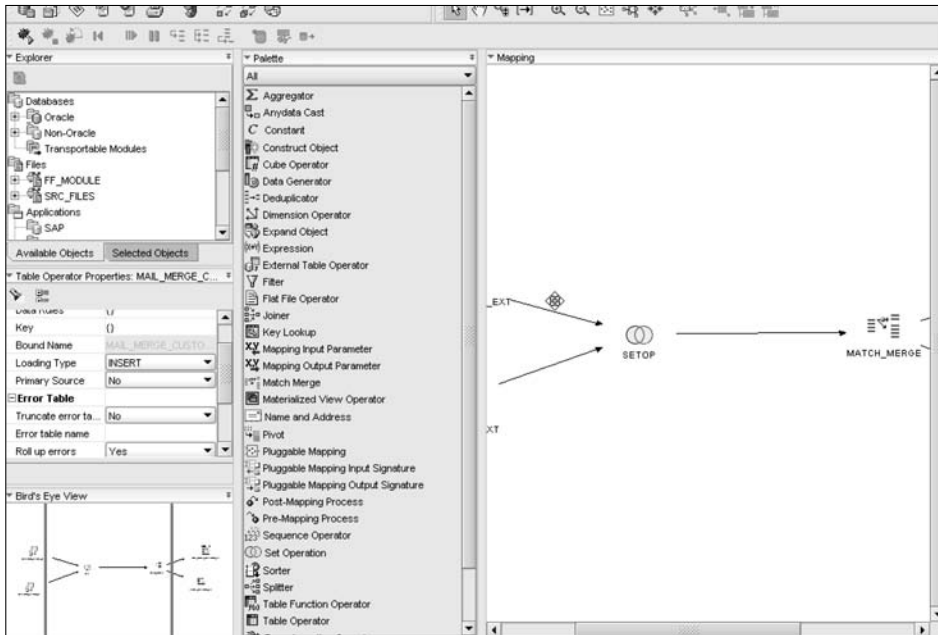 Explorer
Databases
Oracle
Non-Oracle
Transportable Modules
Files
FF_MODULE
SRC_FILES
Applications
SAP
Available Objects
Selected Objects
Table Operator Properties: MAIL_MERGE_C...
Data Rules
()
Key
()
Bound Name
MAIL_MERGE_CUSTO...
Loading Type
INSERT
Primary Source
No
Error Table
Truncate error ta...
No
Error table name
Roll up errors
Yes
Bird's Eye View
Palette
All
Aggregator
Anydata Cast
Constant
Construct Object
Cube Operator
Data Generator
Deduplicator
Dimension Operator
Expand Object
Expression
External Table Operator
Filter
Flat File Operator
Joiner
Key Lookup
Mapping Input Parameter
Mapping Output Parameter
Match Merge
Materialized View Operator
Name and Address
Pivot
Pluggable Mapping
Pluggable Mapping Input Signature
Pluggable Mapping Output Signature
Post-Mapping Process
Pre-Mapping Process
Sequence Operator
Set Operation
Sorter
Splitter
Table Function Operator
Table Operator
Mapping
_EXT
SETOP
MATCH_MERGE
XT